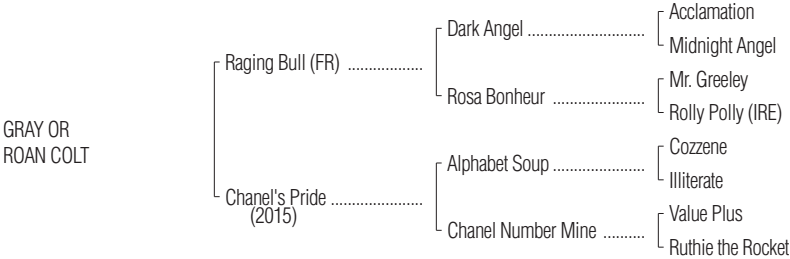 GRAY OR
ROAN COLT
Raging Bull (FR) ..................
Dark Angel ............................
Acclamation
Midnight Angel
Rosa Bonheur ......................
Mr. Greeley
Rolly Polly (IRE)
Chanel's Pride ......................
(2015)
Alphabet Soup ......................
Cozzene
Illiterate
Chanel Number Mine ..........
Value Plus
Ruthie the Rocket